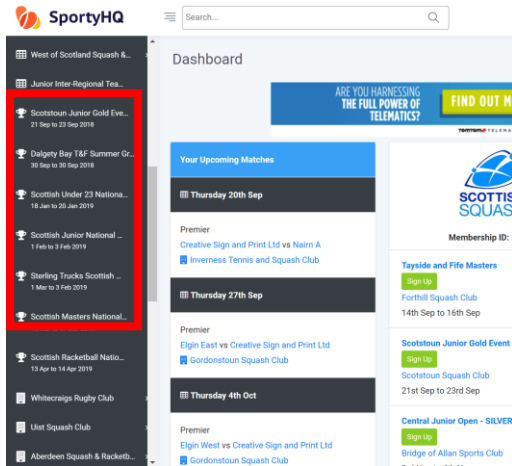 SportyHQ
Search...
West of Scotland Squash &...
Junior Inter-Regional Tea...
Scotstoun Junior Gold Eve...
21 Sep to 23 Sep 2018
Dalgety Bay T&F Summer Gr...
30 Sep to 30 Sep 2018
Scottish Under 23 Nationa...
18 Jan to 20 Jan 2019
Scottish Junior National ...
1 Feb to 3 Feb 2019
Sterling Trucks Scottish ...
1 Mar to 3 Feb 2019
Scottish Masters National...
Scottish Racketball Natio...
13 Apr to 14 Apr 2019
Whitecraigs Rugby Club
Uist Squash Club
Aberdeen Squash & Racketb...
Dashboard
ARE YOU HARNESSING
THE FULL POWER OF
TELEMATICS?
FIND OUT M
Your Upcoming Matches
Thursday 20th Sep
Premier
Creative Sign and Print Ltd vs Nairn A
Inverness Tennis and Squash Club
Thursday 27th Sep
Premier
Elgin East vs Creative Sign and Print Ltd
Gordonstoun Squash Club
Thursday 4th Oct
Premier
Elgin West vs Creative Sign and Print Ltd
Gordonstoun Squash Club
SCOTTIS
SQUAS
Membership ID:
Tayside and Fife Masters
Sign Up
Forthill Squash Club
14th Sep to 16th Sep
Scotstoun Junior Gold Event
Sign Up
Scotstoun Squash Club
21st Sep to 23rd Sep
Central Junior Open - SILVER
Sign Up
Bridge of Allan Sports Club